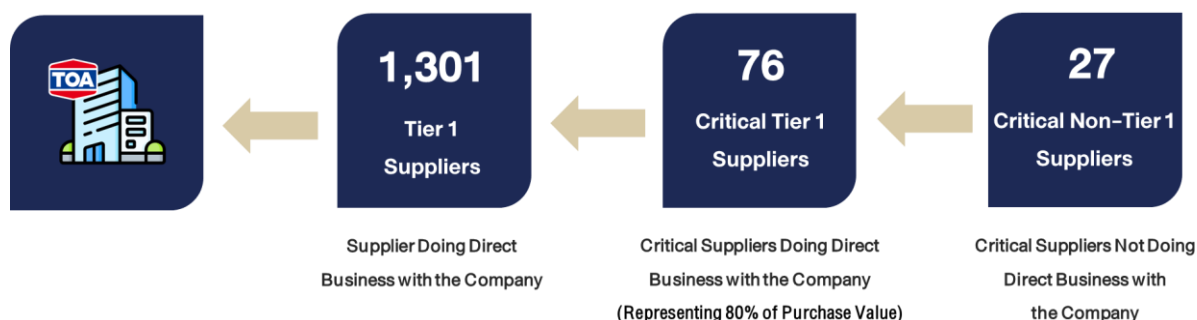 TOA
1,301
Tier 1
Suppliers
Supplier Doing Direct
Business with the Company
76
Critical Tier 1
Suppliers
Critical Suppliers Doing Direct
Business with the Company
(Representing 80% of Purchase Value)
27
Critical Non-Tier 1
Suppliers
Critical Suppliers Not Doing
Direct Business with
the Company